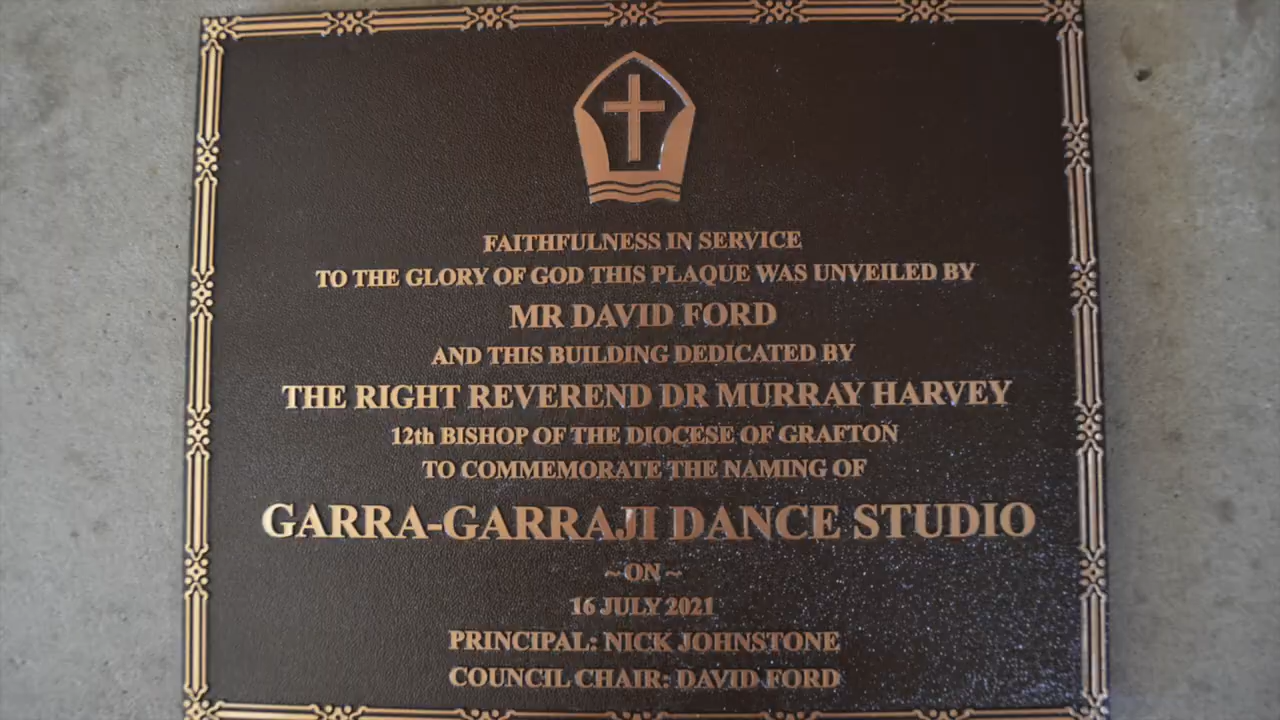 FAITHFULNESS IN SERVICE
TO THE GLORY OF GOD THIS PLAQUE WAS UNVEILED BY
MR DAVID FORD
AND THIS BUILDING DEDICATED BY
THE RIGHT REVEREND DR MURRAY HARVEY
12th BISHOP OF THE DIOCESE OF GRAFTON
TO COMMEMORATE THE NAMING OF
GARRA-GARRAJI DANCE STUDIO
~ ON ~
16 JULY 2021
PRINCIPAL: NICK JOHNSTONE
COUNCIL CHAIR: DAVID FORD